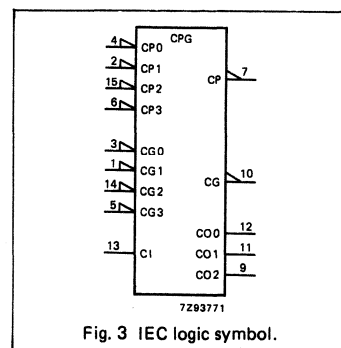 CPG
4 CP0
2 CP1
15 CP2
6 CP3
CP 7
3 CG0
1 CG1
14 CG2
5 CG3
CG 10
13 CI
CO0 12
CO1 11
CO2 9
7Z93771
Fig. 3 IEC logic symbol.